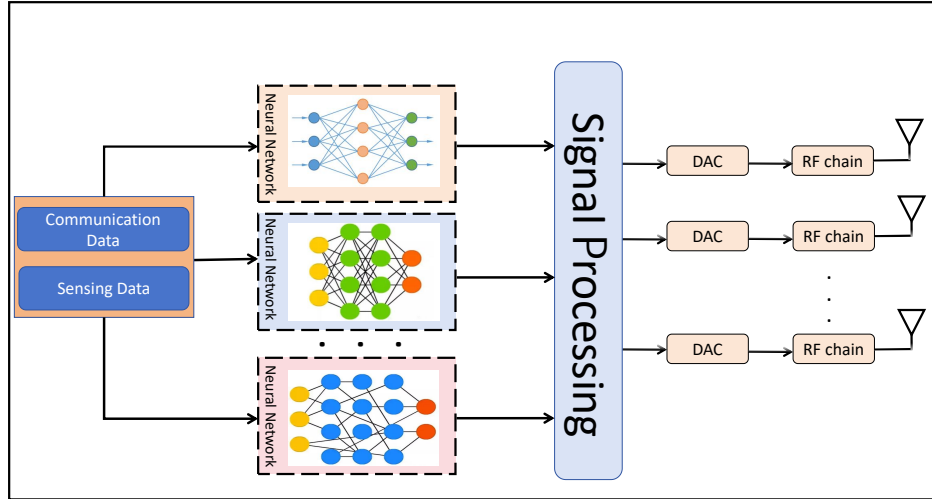 Communication
Data
Sensing Data
Neural Network
Neural Network
Neural Network
Signal Processing
DAC
RF chain
DAC
RF chain
DAC
RF chain